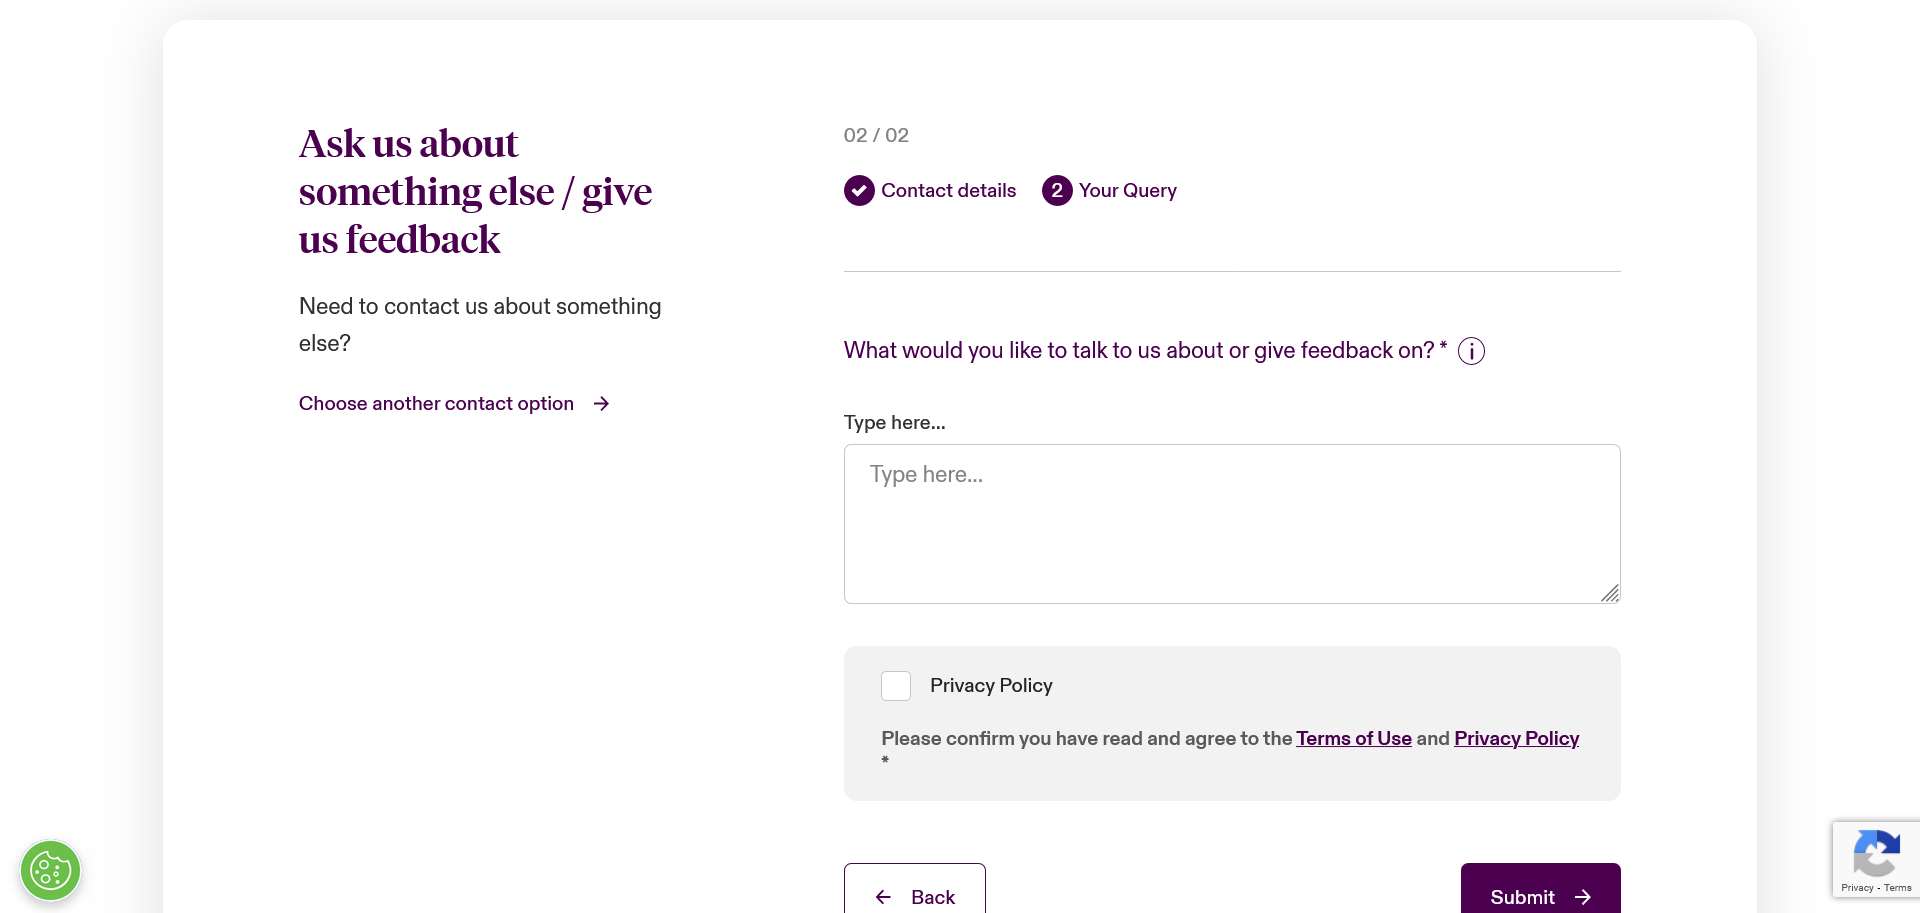 Ask us about
something else / give
us feedback
Need to contact us about something
else?
Choose another contact option
02 / 02
Contact details
2 Your Query
What would you like to talk to us about or give feedback on? *
Type here...
Type here...
Privacy Policy
Please confirm you have read and agree to the Terms of Use and Privacy Policy
*
Back
Submit
Privacy - Terms